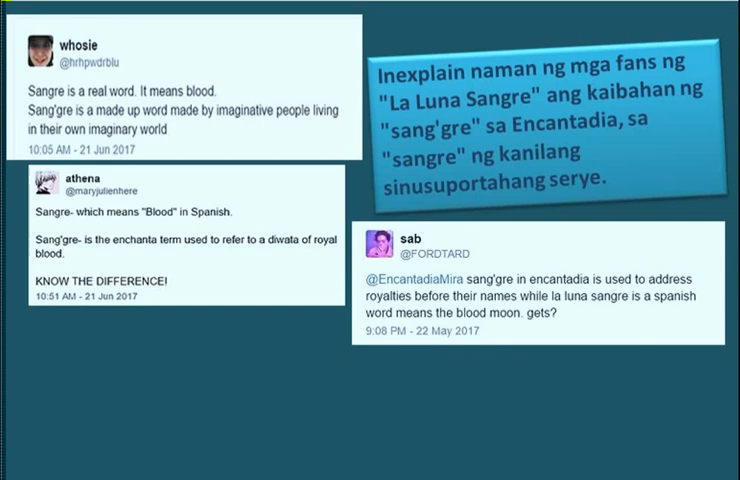 whosie
@hrhpwdrblu
Sangre is a real word. It means blood.
Sang'gre is a made up word made by imaginative people living
in their own imaginary world
10:05 AM - 21 Jun 2017
athena
@maryjulienhere
Sangre- which means "Blood" in Spanish.
Sang'gre- is the enchanta term used to refer to a diwata of royal
blood.
KNOW THE DIFFERENCE!
10:51 AM - 21 Jun 2017
Inexplain naman ng mga fans ng
"La Luna Sangre" ang kaibahan ng
"sang'gre" sa Encantadia, sa
"sangre" ng kanilang
sinusuportahang serye.
sab
@FORDTARD
@EncantadiaMira sang'gre in encantadia is used to address
royalties before their names while la luna sangre is a spanish
word means the blood moon. gets?
9:08 PM - 22 May 2017